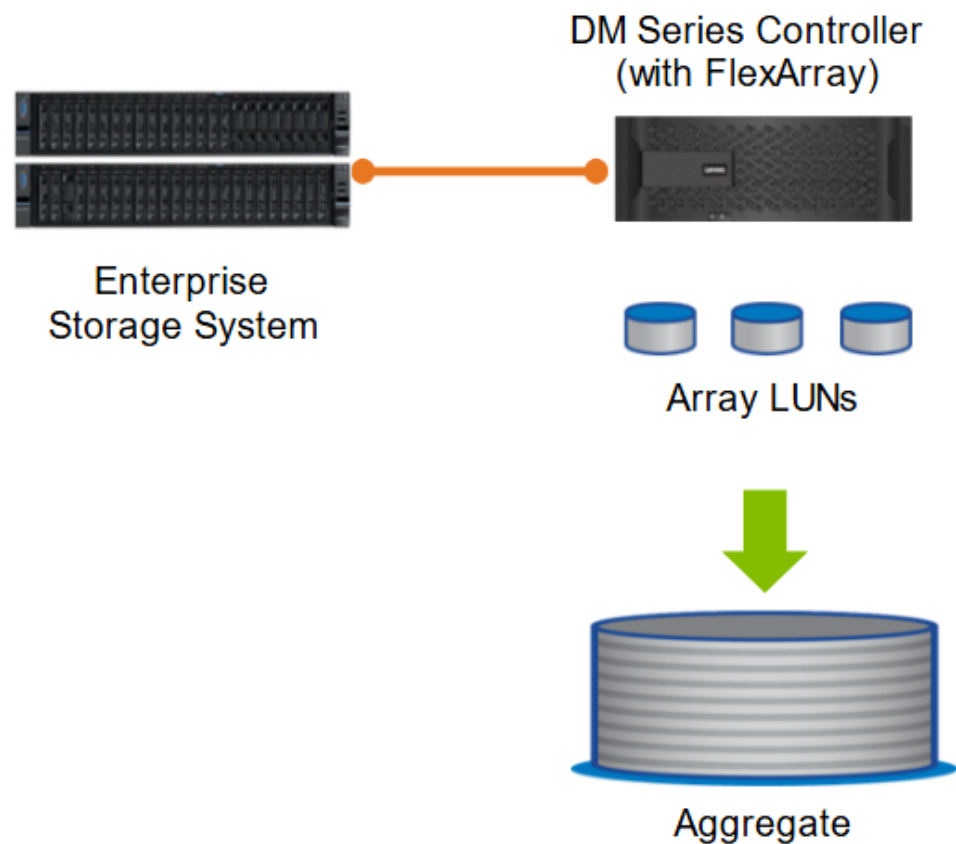 DM Series Controller
(with FlexArray)
Enterprise
Storage System
Array LUNs
Aggregate